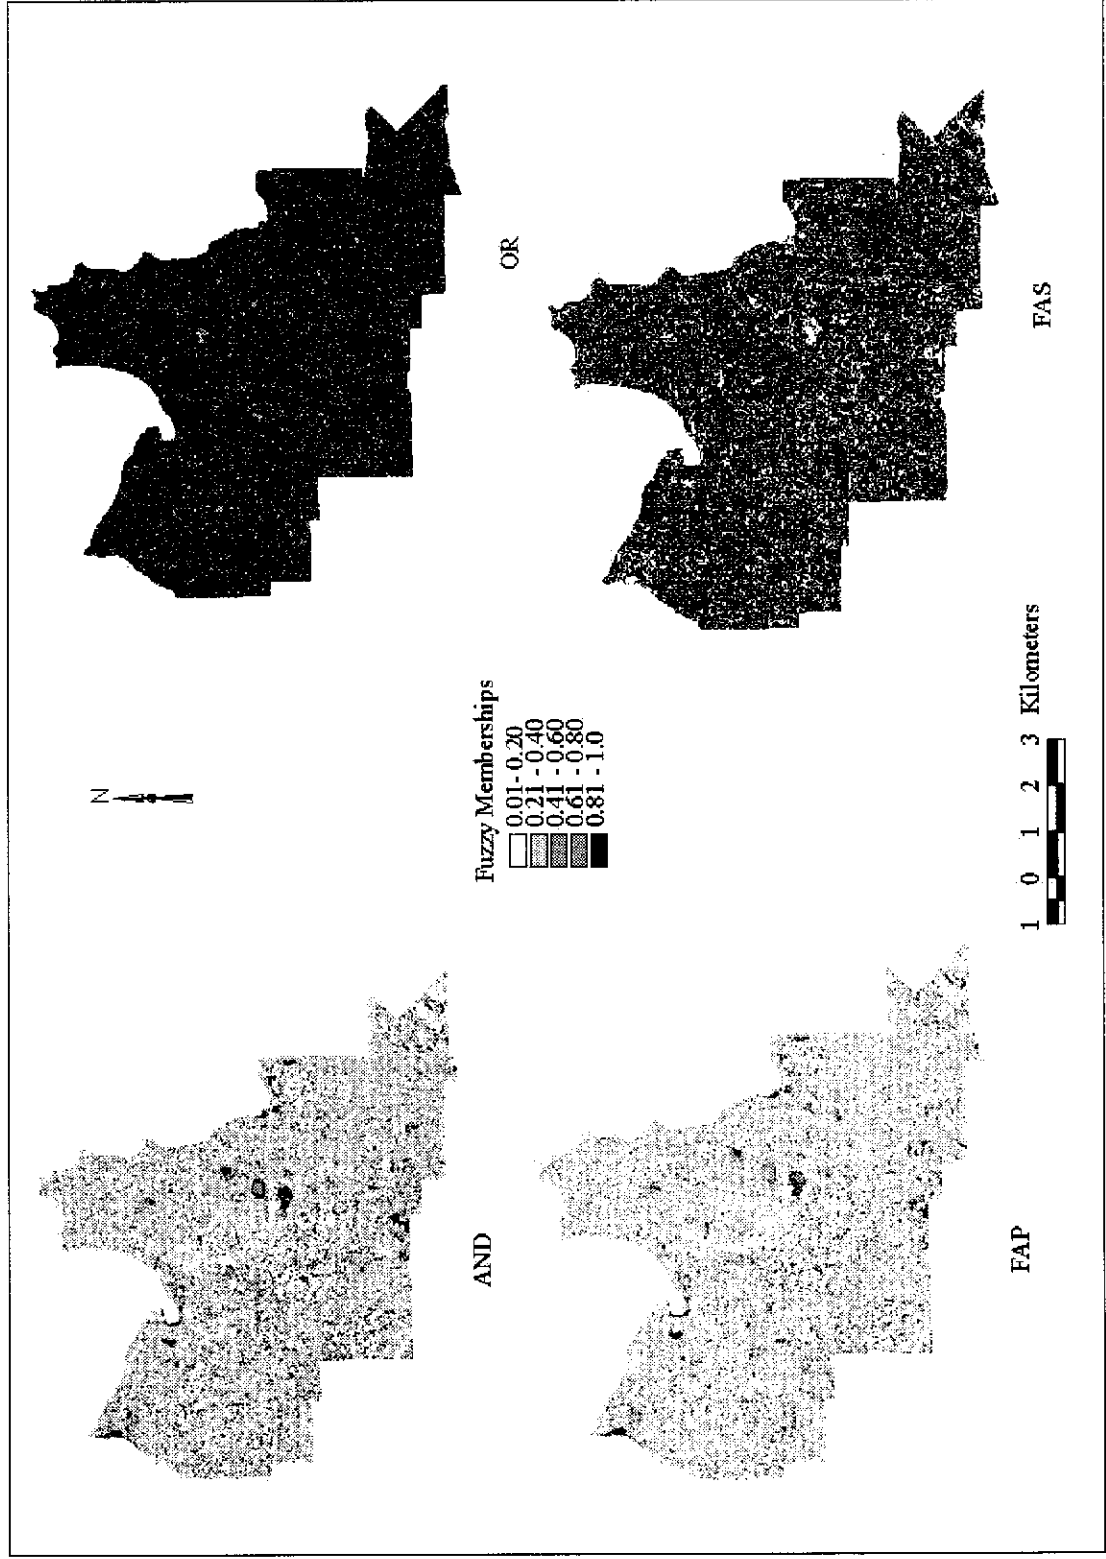 N
OR
AND
Fuzzy Memberships
0.01-0.20
0.21 - 0.40
0.41 - 0.60
0.61 - 0.80
0.81 - 1.0
FAS
FAP
1 0 1 2 3 Kilometers